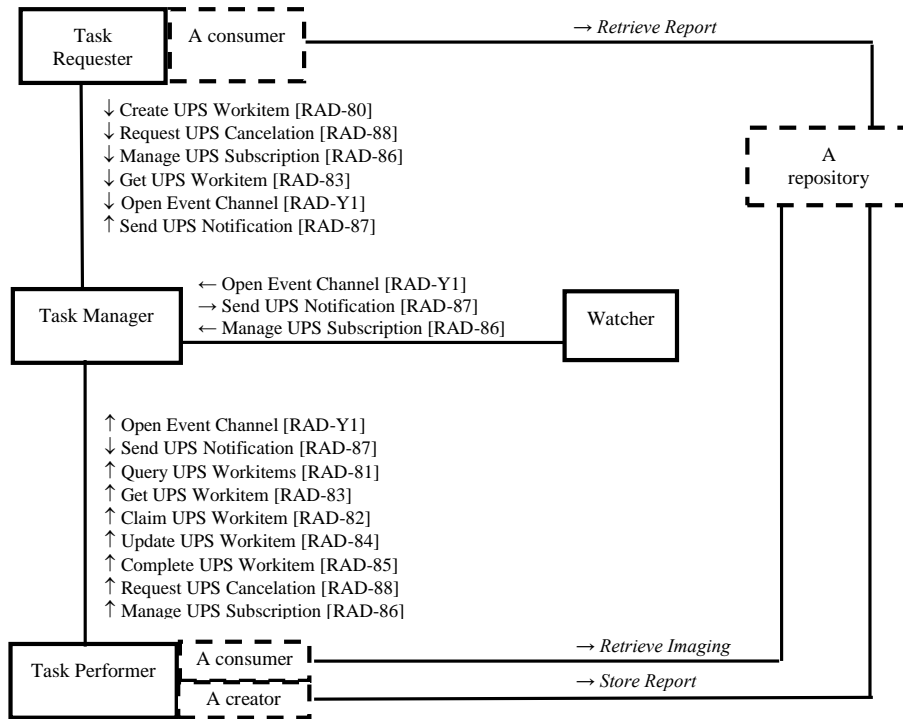 Task
Requester
A consumer
→ Retrieve Report
↓ Create UPS Workitem [RAD-80]
↓ Request UPS Cancelation [RAD-88]
↓ Manage UPS Subscription [RAD-86]
↓ Get UPS Workitem [RAD-83]
↓ Open Event Channel [RAD-Y1]
↑ Send UPS Notification [RAD-87]
A
repository
Task Manager
← Open Event Channel [RAD-Y1]
→ Send UPS Notification [RAD-87]
← Manage UPS Subscription [RAD-86]
Watcher
↑ Open Event Channel [RAD-Y1]
↓ Send UPS Notification [RAD-87]
↑ Query UPS Workitems [RAD-81]
↑ Get UPS Workitem [RAD-83]
↑ Claim UPS Workitem [RAD-82]
↑ Update UPS Workitem [RAD-84]
↑ Complete UPS Workitem [RAD-85]
↑ Request UPS Cancelation [RAD-88]
↑ Manage UPS Subscription [RAD-86]
Task Performer
A consumer
→ Retrieve Imaging
A creator
→ Store Report